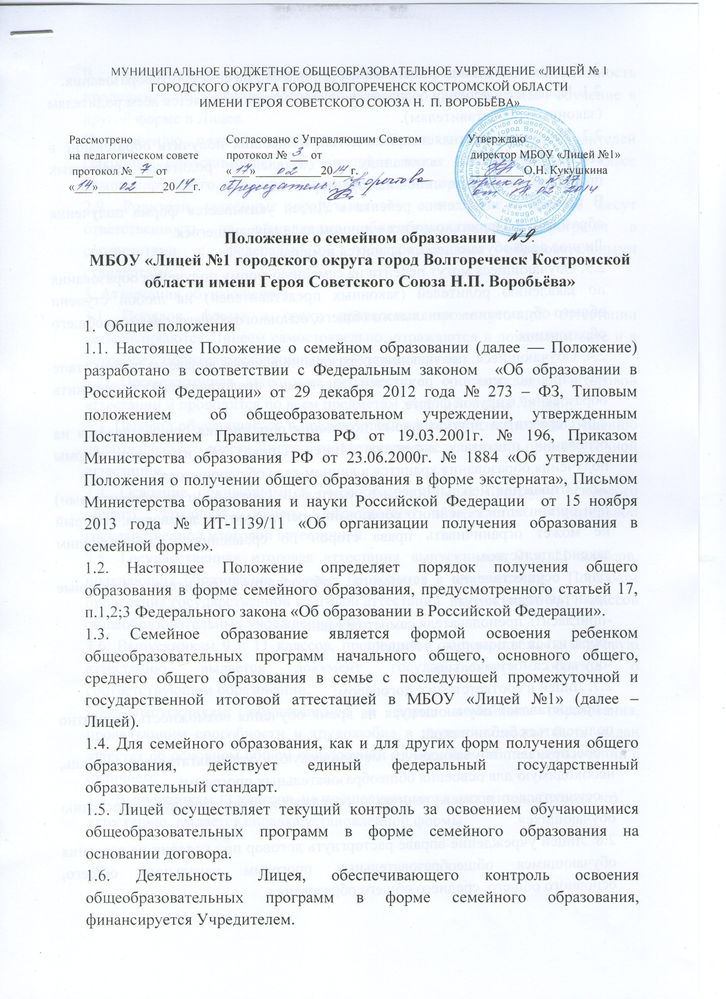 МУНИЦИПАЛЬНОЕ БЮДЖЕТНОЕ ОБЩЕОБРАЗОВАТЕЛЬНОЕ УЧРЕЖДЕНИЕ «ЛИЦЕЙ № 1
ГОРОДСКОГО ОКРУГА ГОРОД ВОЛГОРЕЧЕНСК КОСТРОМСКОЙ ОБЛАСТИ
ИМЕНИ ГЕРОЯ СОВЕТСКОГО СОЮЗА Н. П. ВОРОБЬЁВА»
Рассмотрено
на педагогическом совете
протокол № 7 от
«14» 02 2014 г.
Согласовано с Управляющим Советом
протокол № 3 от
«17» 02 2014 г.
Председатель
Утверждаю
директор МБОУ «Лицей №1»
О.Н. Кукушкина
приказ № 37
от 17 02 2014
Положение о семейном образовании №9.
МБОУ «Лицей №1 городского округа город Волгореченск Костромской
области имени Героя Советского Союза Н.П. Воробьёва»
1. Общие положения
1.1. Настоящее Положение о семейном образовании (далее — Положение)
разработано в соответствии с Федеральным законом «Об образовании в
Российской Федерации» от 29 декабря 2012 года № 273 – ФЗ, Типовым
положением об общеобразовательном учреждении, утвержденным
Постановлением Правительства РФ от 19.03.2001г. № 196, Приказом
Министерства образования РФ от 23.06.2000г. № 1884 «Об утверждении
Положения о получении общего образования в форме экстерната», Письмом
Министерства образования и науки Российской Федерации от 15 ноября
2013 года № ИТ-1139/11 «Об организации получения образования в
семейной форме».
1.2. Настоящее Положение определяет порядок получения общего
образования в форме семейного образования, предусмотренного статьей 17,
п.1,2;3 Федерального закона «Об образовании в Российской Федерации».
1.3. Семейное образование является формой освоения ребенком
общеобразовательных программ начального общего, основного общего,
среднего общего образования в семье с последующей промежуточной и
государственной итоговой аттестацией в МБОУ «Лицей №1» (далее –
Лицей).
1.4. Для семейного образования, как и для других форм получения общего
образования, действует единый федеральный государственный
образовательный стандарт.
1.5. Лицей осуществляет текущий контроль за освоением обучающимися
общеобразовательных программ в форме семейного образования на
основании договора.
1.6. Деятельность Лицея, обеспечивающего контроль освоения
общеобразовательных программ в форме семейного образования,
финансируется Учредителем.